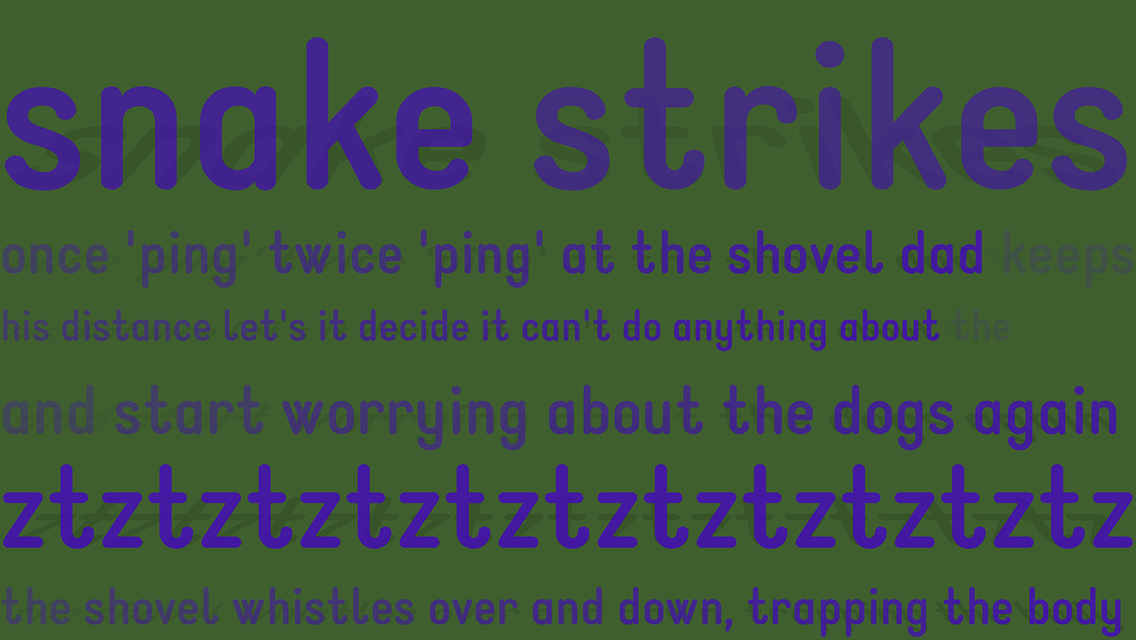 snake strikes
once 'ping' twice 'ping' at the shovel dad keeps
his distance let's it decide it can't do anything about the
and start worrying about the dogs again
ztztztztztztztztztztztz
the shovel whistles over and down, trapping the body